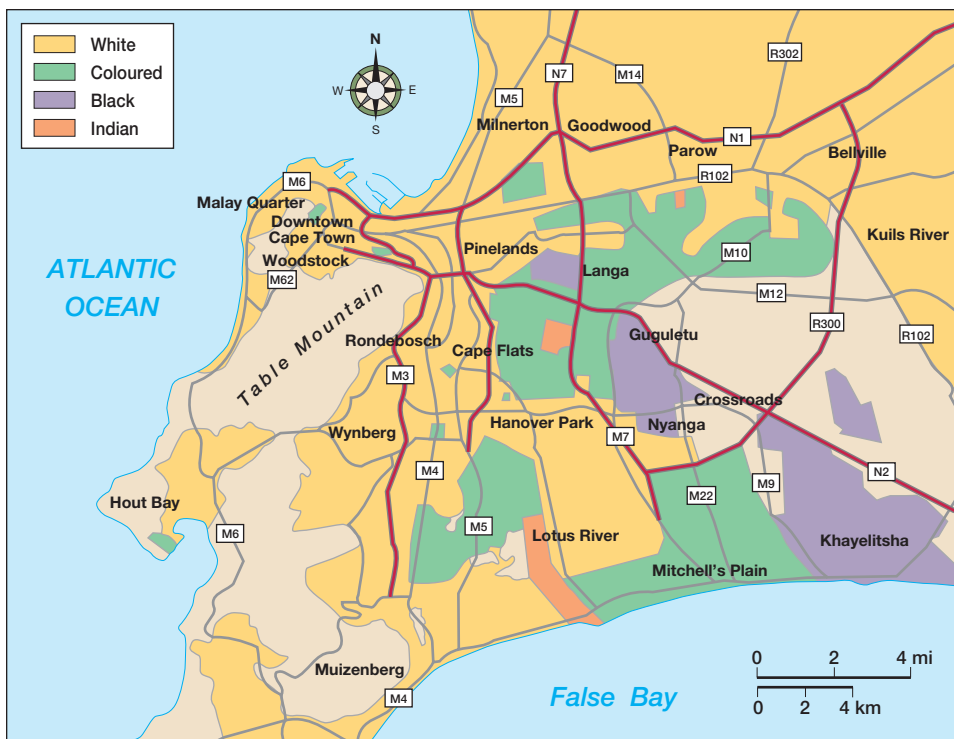 White
Coloured
Black
Indian
N
W
E
S
R302
N7
M14
M5
Milnerton
Goodwood
N1
Parow
Bellville
R102
M6
Malay Quarter
Downtown
Cape Town
Woodstock
Pinelands
Kuils River
M10
Langa
ATLANTIC
OCEAN
M62
M12
Table Mountain
R300
Rondebosch
Cape Flats
Guguletu
R102
M3
Crossroads
Hanover Park
Nyanga
Wynberg
M7
M4
N2
M9
M22
Hout Bay
M6
M5
Lotus River
Khayelitsha
Mitchell's Plain
Muizenberg
M4
False Bay
0 2 4 mi
0 2 4 km